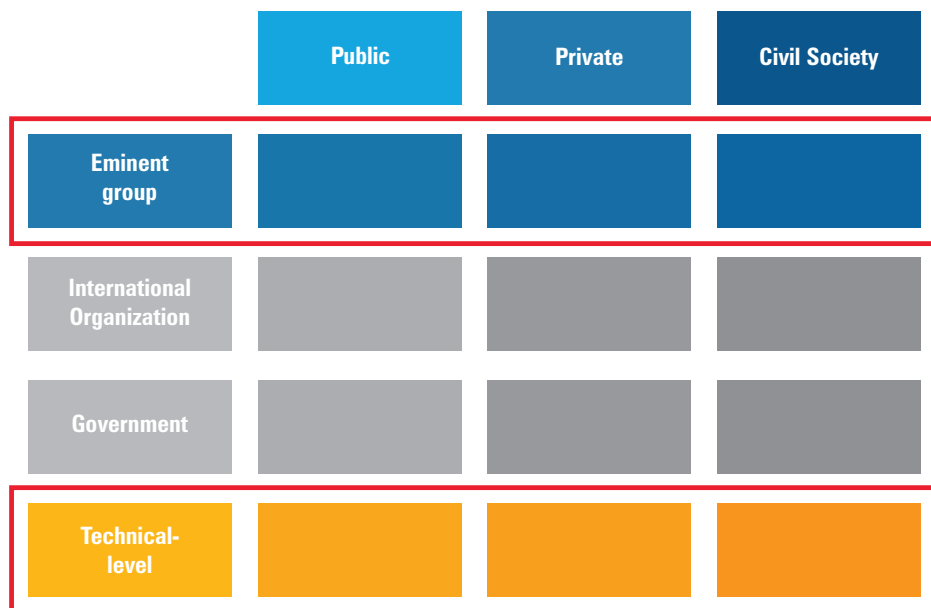 Public
Private
Civil Society
Eminent
group
International
Organization
Government
Technical-
level